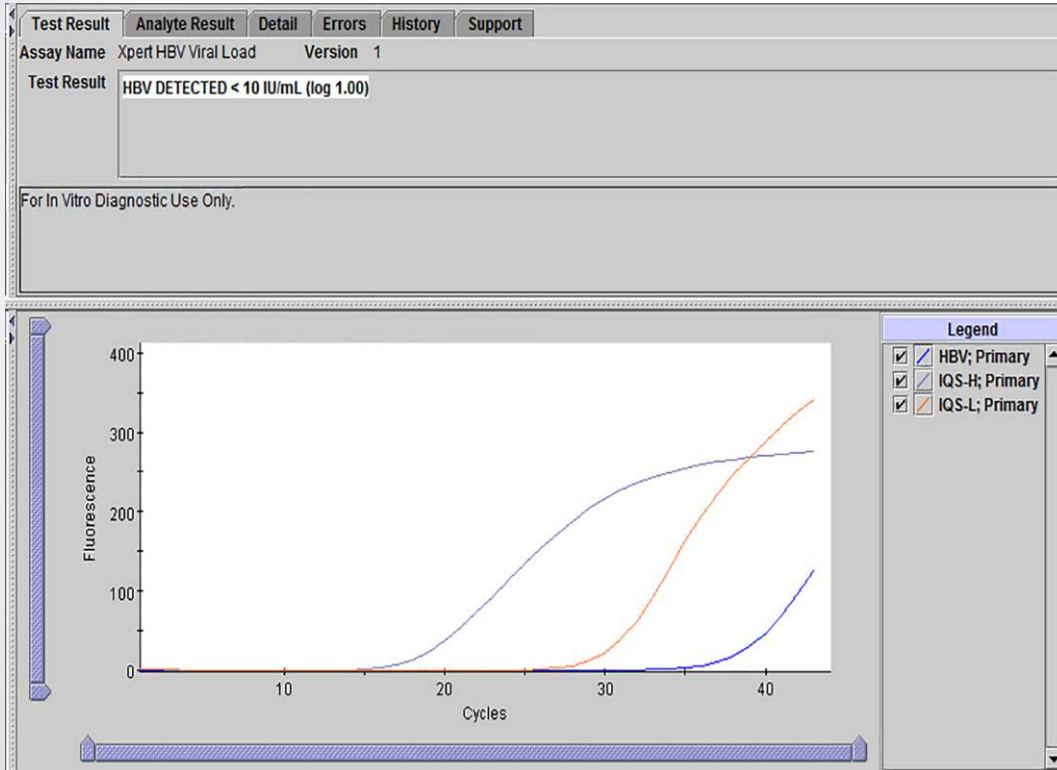 Test Result Analyte Result Detail Errors History Support
Assay Name Xpert HBV Viral Load Version 1
Test Result HBV DETECTED < 10 IU/mL (log 1.00)
For In Vitro Diagnostic Use Only.
400
300
200
100
0
Fluorescence
10 20 30 40
Cycles
Legend
HBV; Primary
IQS-H; Primary
IQS-L; Primary